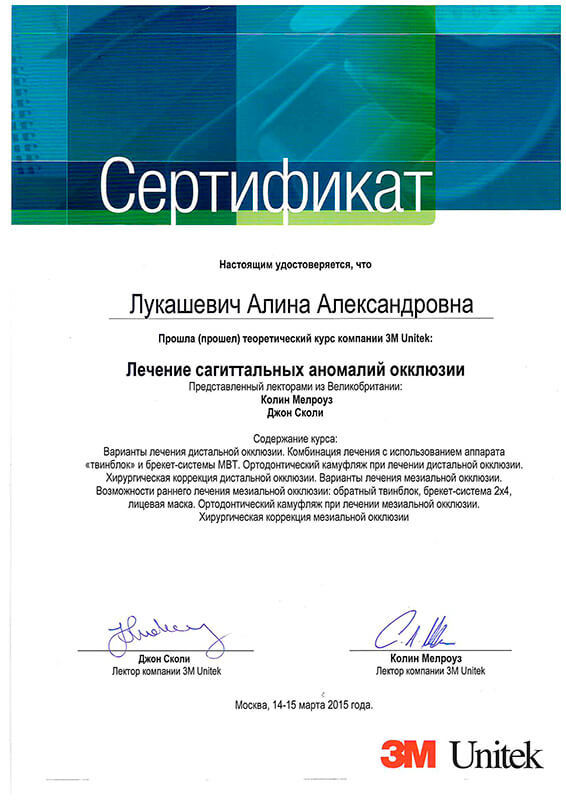 Сертификат
Настоящим удостоверяется, что
Лукашевич Алина Александровна
Прошла (прошел) теоретический курс компании 3M Unitek:
Лечение сагиттальных аномалий окклюзии
Представленный лекторами из Великобритании:
Колин Мелроуз
Джон Сколи
Содержание курса:
Варианты лечения дистальной окклюзии. Комбинация лечения с использованием аппарата
«твинблок» и брекет-системы MBT. Ортодонтический камуфляж при лечении дистальной окклюзии.
Хирургическая коррекция дистальной окклюзии. Варианты лечения мезиальной окклюзии.
Возможности раннего лечения мезиальной окклюзии: обратный твинблок, брекет-система 2x4,
лицевая маска. Ортодонтический камуфляж при лечении мезиальной окклюзии.
Хирургическая коррекция мезиальной окклюзии
Джон Сколи
Лектор компании 3M Unitek
Колин Мелроуз
Лектор компании 3M Unitek
Москва, 14-15 марта 2015 года.
3M Unitek